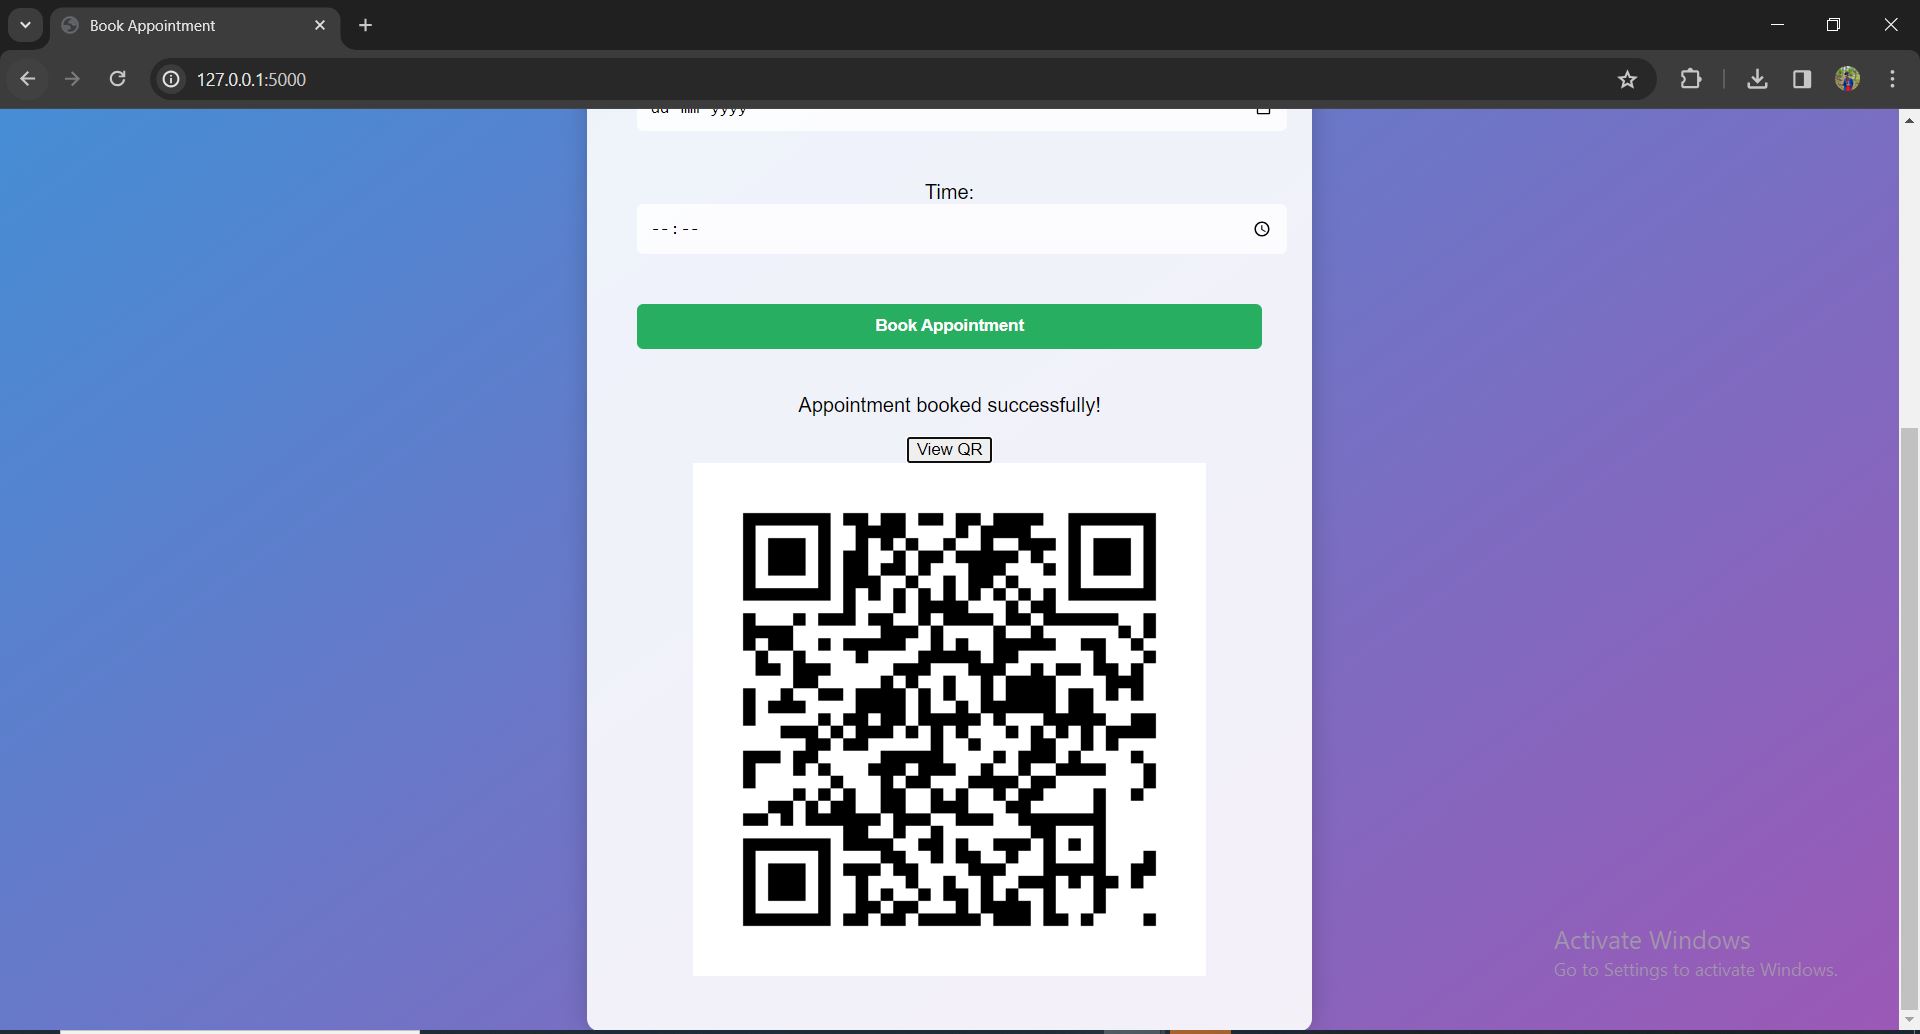 Book Appointment
127.0.0.1:5000
dd-mm-yyyy
Time:
--:--
Book Appointment
Appointment booked successfully!
View QR
Activate Windows
Go to Settings to activate Windows.